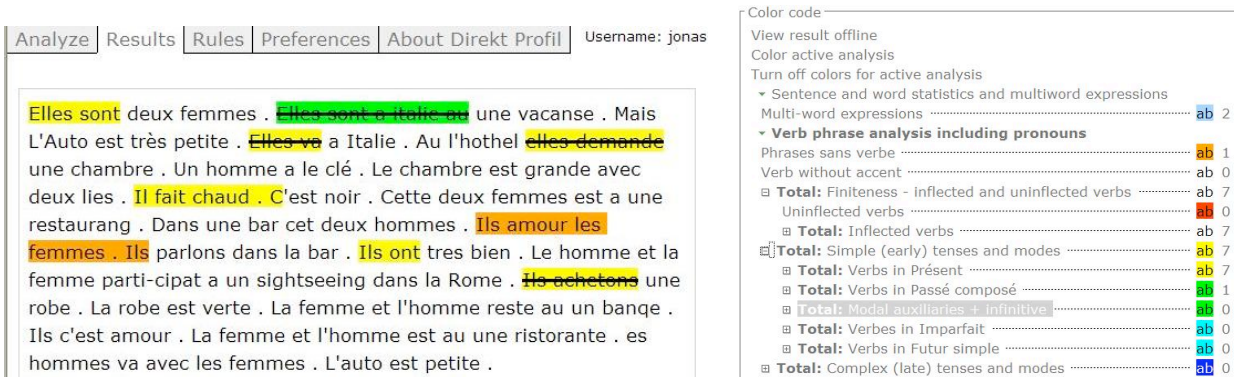 Analyze Results Rules Preferences About Direkt Profil Username: jonas
Elles sont deux femmes . Elles sont a italie au une vacanse . Mais
L'Auto est très petite . Elles va a Italie . Au l'hothel elles demande
une chambre . Un homme a le clé . Le chambre est grande avec
deux lies . Il fait chaud . C'est noir . Cette deux femmes est a une
restaurang . Dans une bar cet deux hommes . Ils amour les
femmes . Ils parlons dans la bar . Ils ont tres bien . Le homme et la
femme parti-cipat a un sightseeing dans la Rome . Ils achetons une
robe . La robe est verte . La femme et l'homme reste au un banqe .
Ils c'est amour . La femme et l'homme est au une ristorante . es
hommes va avec les femmes . L'auto est petite .
Color code
View result offline
Color active analysis
Turn off colors for active analysis
Sentence and word statistics and multiword expressions
Multi-word expressions ab 2
Verb phrase analysis including pronouns
Phrases sans verbe ab 1
Verb without accent ab 0
Total: Finiteness - inflected and uninflected verbs ab 7
Uninflected verbs ab 0
Total: Inflected verbs ab 7
Total: Simple (early) tenses and modes ab 7
Total: Verbs in Présent ab 7
Total: Verbs in Passé composé ab 1
Total: Modal auxiliaries + infinitive ab 0
Total: Verbes in Imparfait ab 0
Total: Verbs in Futur simple ab 0
Total: Complex (late) tenses and modes ab 0